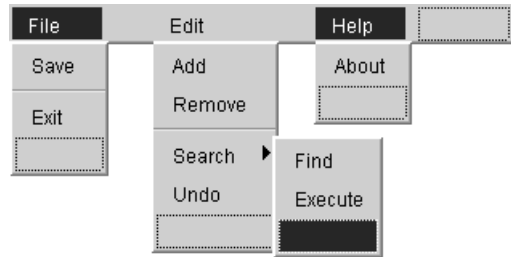 File Edit Help
Save Add About
Remove
Exit
Search Find
Undo Execute